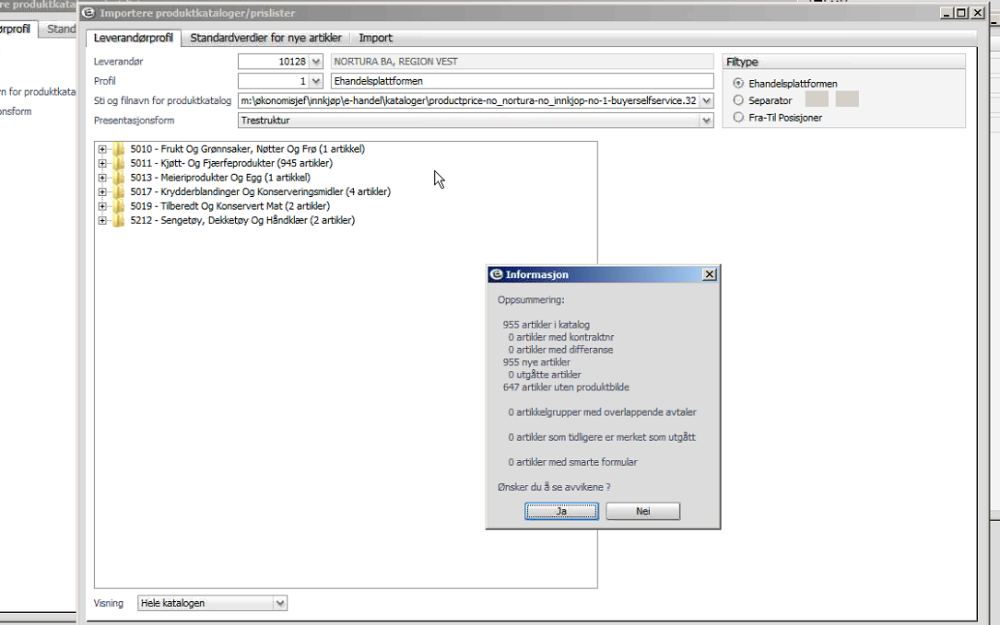 re produktkata
Importere produktkataloger/prislister
rprofil
Stand
Leverandørprofil
Standardverdier for nye artikler
Import
Leverandør
10128
NORTURA BA, REGION VEST
Filtype
Profil
1
Ehandelsplattformen
Ehandelsplattformen
n for produktkata
Sti og filnavn for produktkatalog
m:\økonomisjef\innkjøp\e-handel\kataloger\productprice-no_nortura-no_innkjop-no-1-buyerselfservice.32
Separator
onsform
Presentasjonsform
Trestruktur
Fra-Til Posisjoner
5010 - Frukt Og Grønnsaker, Nøtter Og Frø (1 artikkel)
5011 - Kjøtt- Og Fjærfeprodukter (945 artikler)
5013 - Meieriprodukter Og Egg (1 artikkel)
5017 - Krydderblandinger Og Konserveringsmidler (4 artikler)
5019 - Tilberedt Og Konservert Mat (2 artikler)
5212 - Sengetøy, Dekketøy Og Håndklær (2 artikler)
Informasjon
Oppsummering:
955 artikler i katalog
0 artikler med kontraktnr
0 artikler med differanse
955 nye artikler
0 utgåtte artikler
647 artikler uten produktbilde
0 artikkelgrupper med overlappende avtaler
0 artikler som tidligere er merket som utgått
0 artikler med smarte formular
Ønsker du å se avvikene ?
Ja
Nei
Visning
Hele katalogen